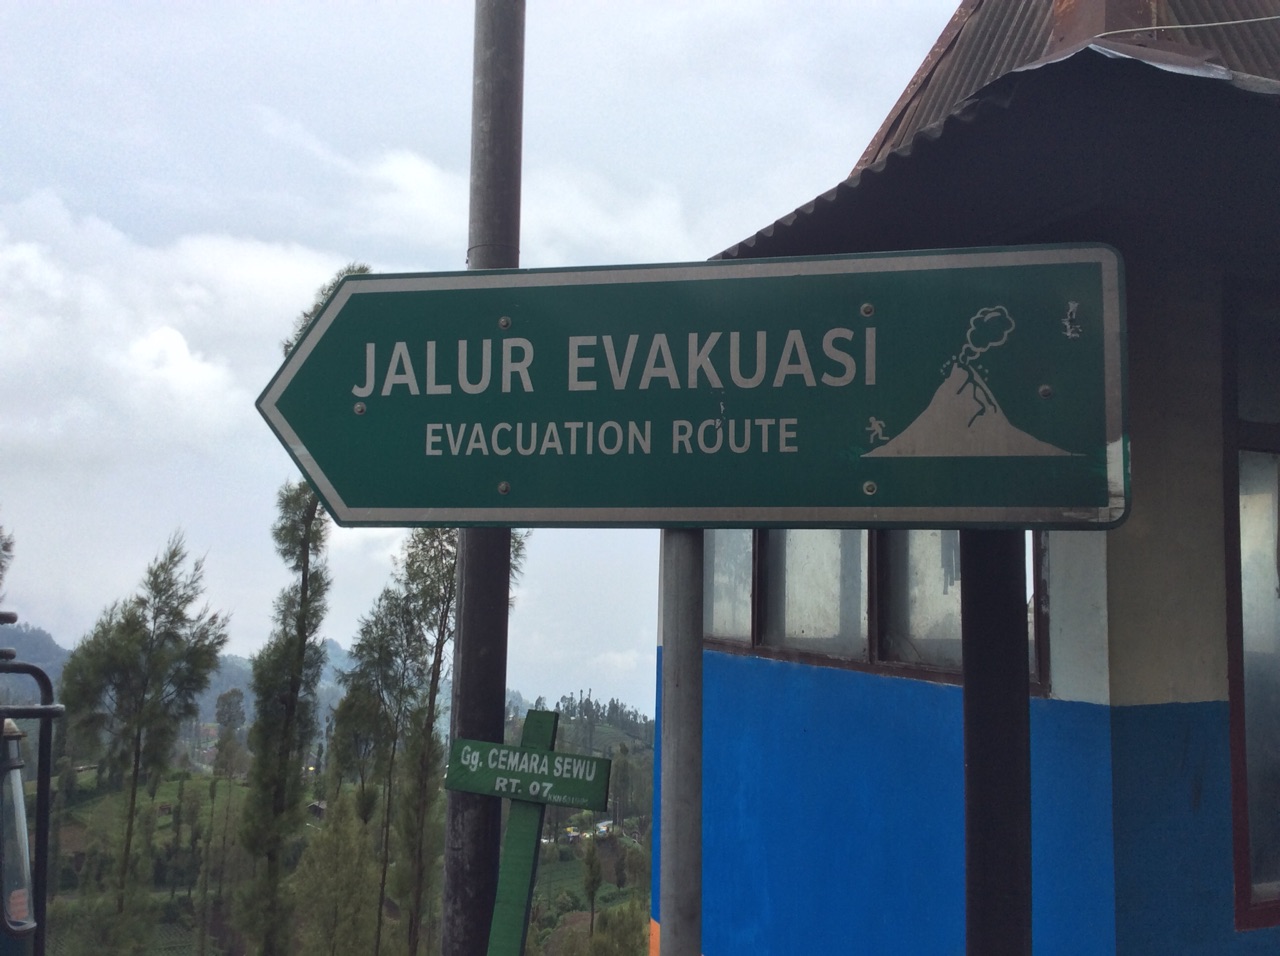 JALUR EVAKUASI
EVACUATION ROUTE
Gg. CEMARA SEWU
RT. 07